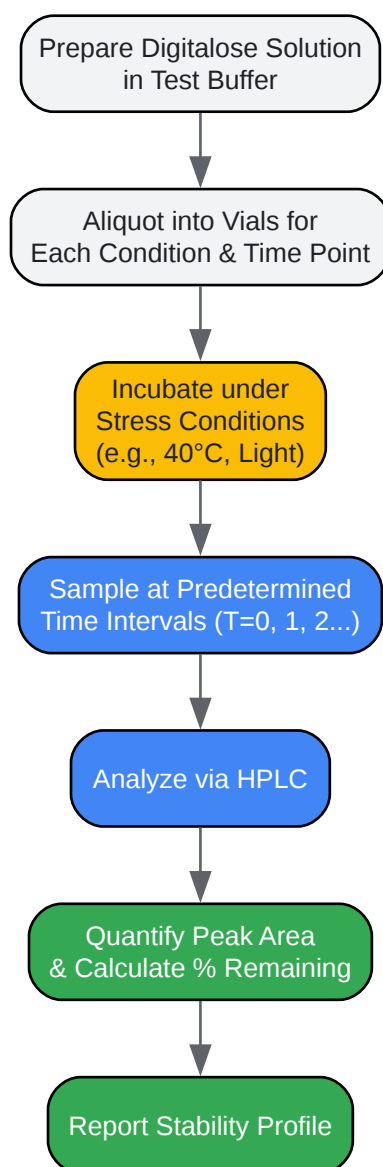 Prepare Digitalose Solution
in Test Buffer
Aliquot into Vials for
Each Condition & Time Point
Incubate under
Stress Conditions
(e.g., 40°C, Light)
Sample at Predetermined
Time Intervals (T=0, 1, 2...)
Analyze via HPLC
Quantify Peak Area
& Calculate % Remaining
Report Stability Profile